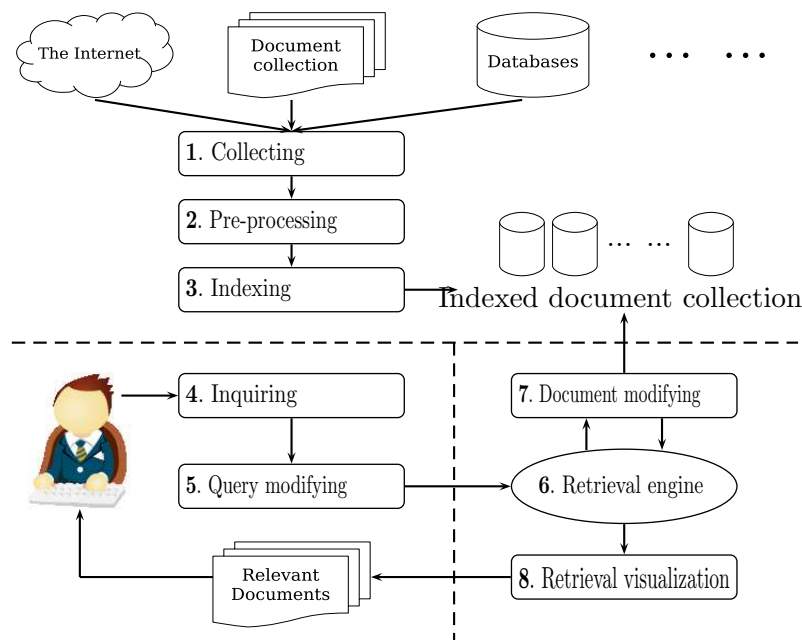 The Internet
Document
collection
Databases
... ...
1. Collecting
2. Pre-processing
3. Indexing
... ...
Indexed document collection
4. Inquiring
7. Document modifying
5. Query modifying
6. Retrieval engine
Relevant
Documents
8. Retrieval visualization